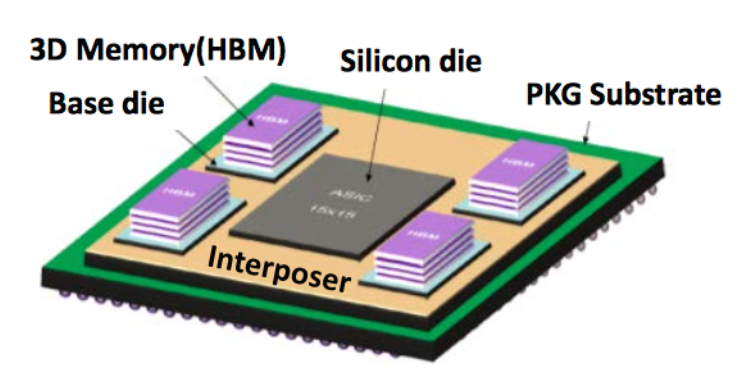 3D Memory(HBM)
Silicon die
Base die
PKG Substrate
HBM
HBM
HBM
ASIC
15x15
HBM
Interposer